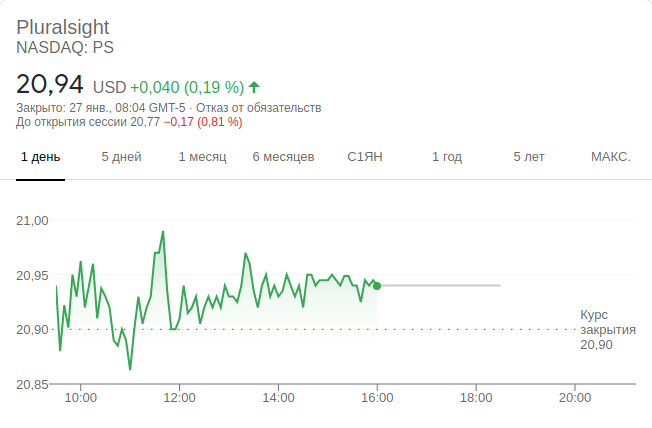 Pluralsight
NASDAQ: PS
20,94 USD +0,040 (0,19 %)
Закрыто: 27 янв., 08:04 GMT-5 · Отказ от обязательств
До открытия сессии 20,77 −0,17 (0,81 %)
1 день 5 дней 1 месяц 6 месяцев С1ЯН 1 год 5 лет МАКС.
21,00
20,95
20,90
Курс
закрытия
20,90
20,85
10:00 12:00 14:00 16:00 18:00 20:00